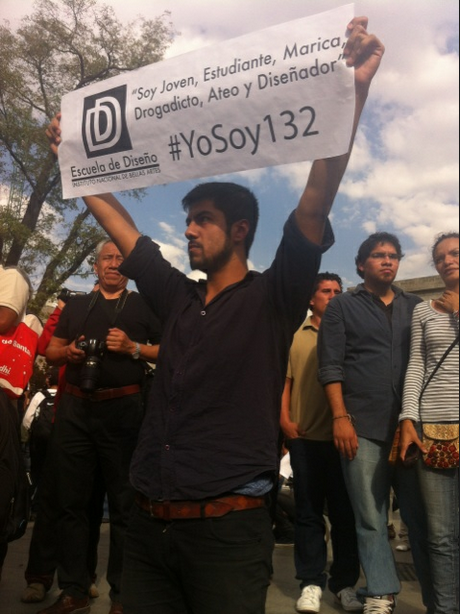 "Soy Joven, Estudiante, Marica,
Drogadicto, Ateo y Diseñador"
#YoSoy132
Escuela de Diseño
INSTITUTO NACIONAL DE BELLAS ARTES